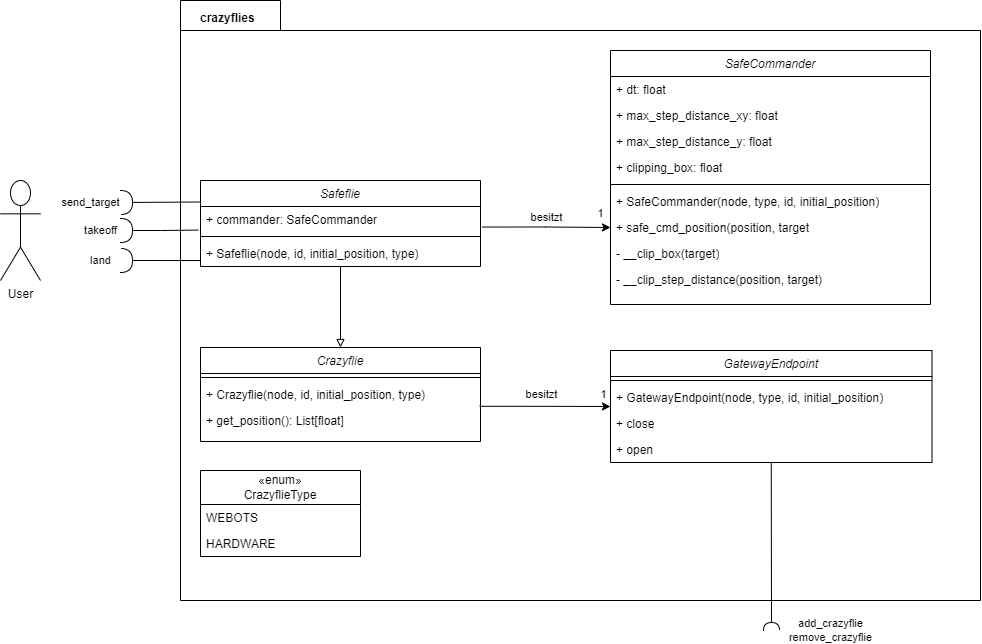 crazyflies
SafeCommander
+ dt: float
+ max_step_distance_xy: float
+ max_step_distance_y: float
+ clipping_box: float
+ SafeCommander(node, type, id, initial_position)
+ safe_cmd_position(position, target
- __clip_box(target)
- __clip_step_distance(position, target)
send_target
takeoff
land
User
Safeflie
+ commander: SafeCommander
+ Safeflie(node, id, initial_position, type)
besitzt
1
Crazyflie
+ Crazyflie(node, id, initial_position, type)
+ get_position(): List[float]
besitzt
1
GatewayEndpoint
+ GatewayEndpoint(node, type, id, initial_position)
+ close
+ open
«enum»
CrazyflieType
WEBOTS
HARDWARE
add_crazyflie
remove_crazyflie